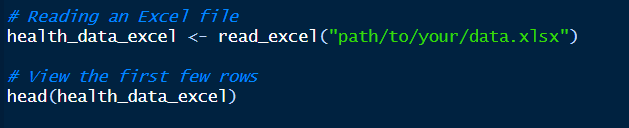 # Reading an Excel file
health_data_excel <- read_excel("path/to/your/data.xlsx")
# View the first few rows
head(health_data_excel)